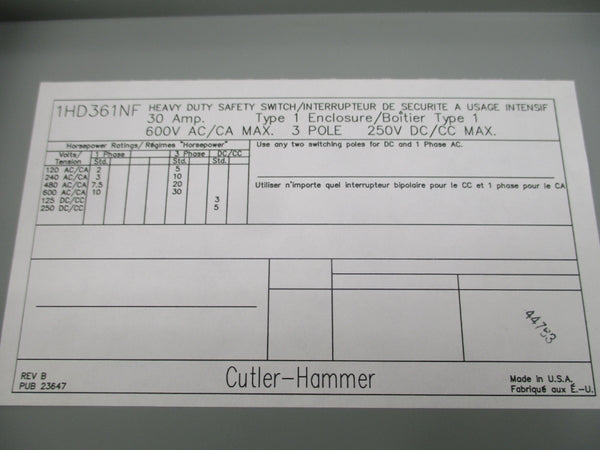 1HD361NF HEAVY DUTY SAFETY SWITCH/INTERRUPTEUR DE SECURITE A USAGE INTENSIF
30 Amp. Type 1 Enclosure/Boîtier Type 1
600V AC/CA MAX. 3 POLE 250V DC/CC MAX.
Horsepower Ratings/Régimes "Horsepower"
Volts/ 1 Phase 3 Phase DC/CC
Tension Std. Std. Std.
120 AC/CA 2 5
240 AC/CA 3 10
480 AC/CA 7.5 20
600 AC/CA 10 30
125 DC/CC 3
250 DC/CC 5
Use any two switching poles for DC and 1 Phase AC.
Utiliser n'importe quel interrupteur bipolaire pour le CC et 1 phase pour le CA
44753
REV B
PUB 23647
Cutler-Hammer
Made in U.S.A.
Fabriqué aux É.-U.